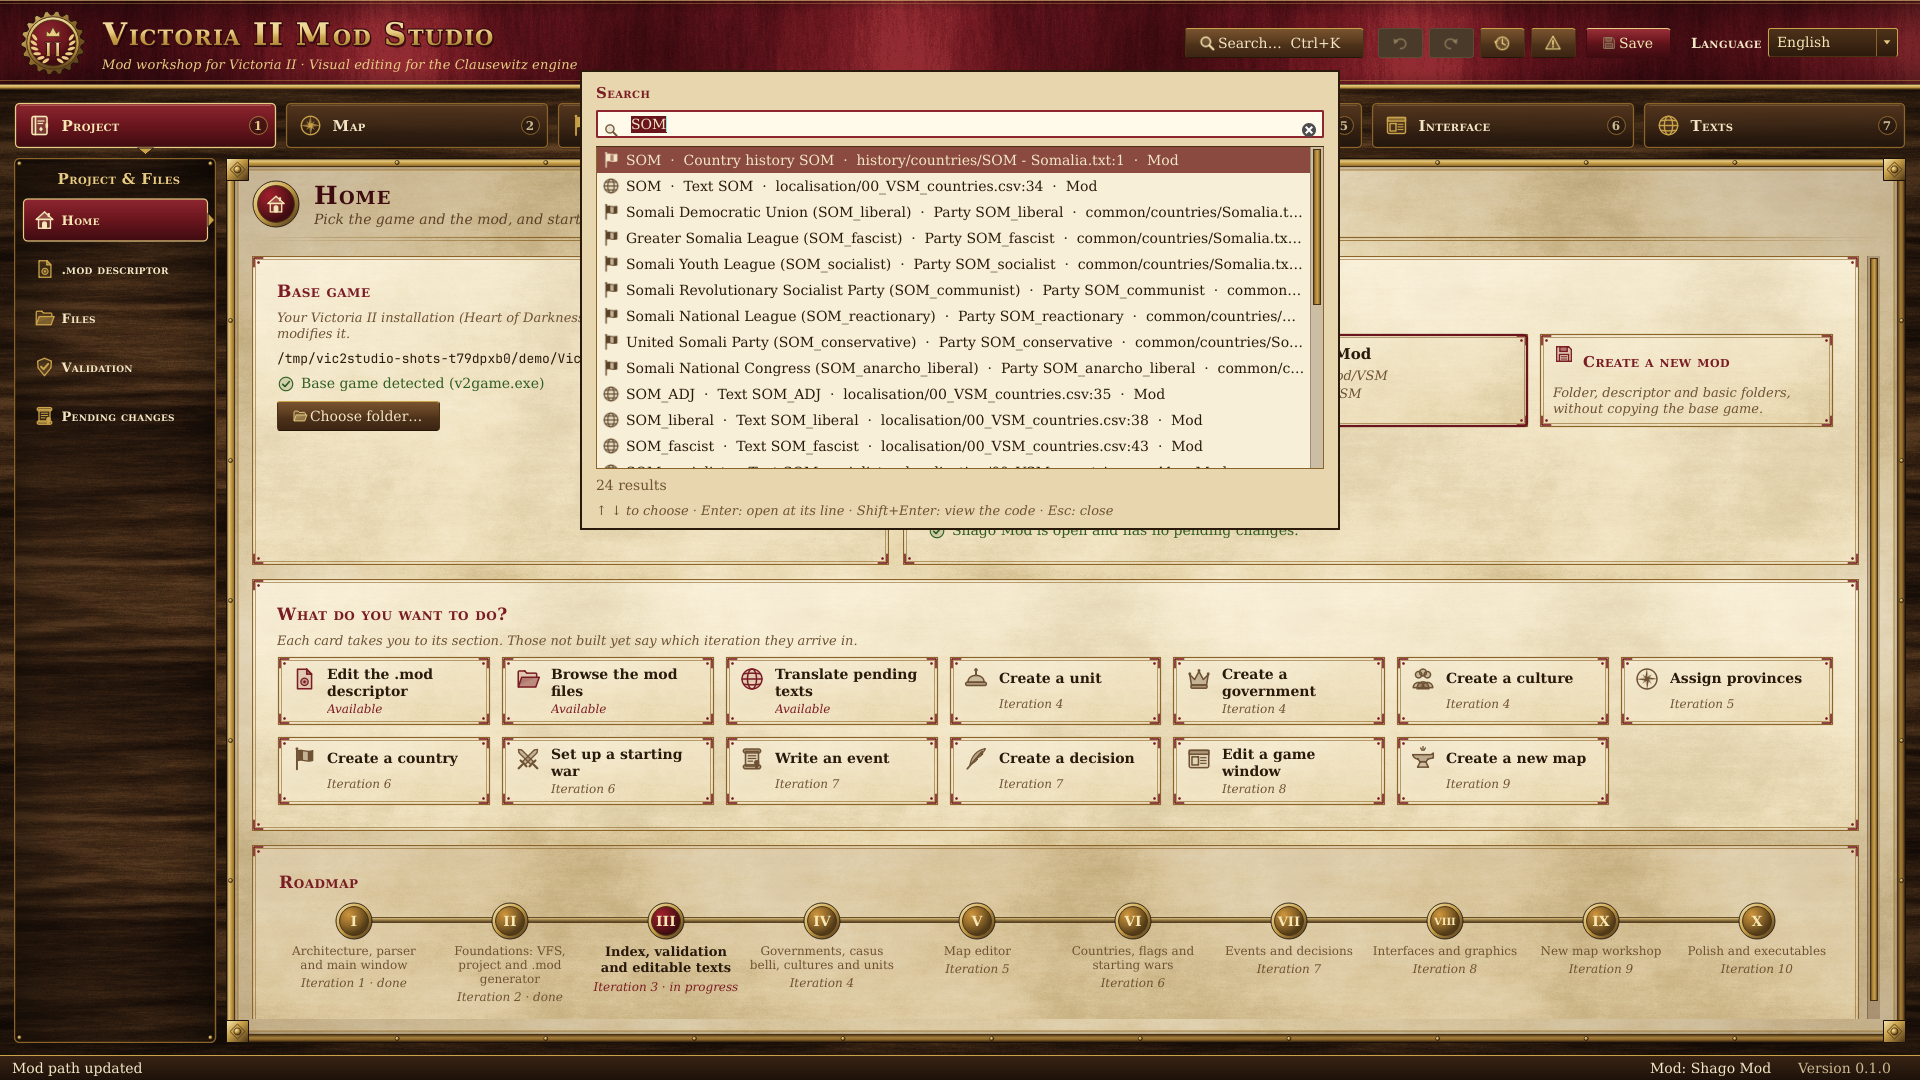 Victoria II Mod Studio
Mod workshop for Victoria II · Visual editing for the Clausewitz engine
Search... Ctrl+K
Save
Language
English
Project 1
Map 2
5
Interface 6
Texts 7
Project & Files
Home
.mod descriptor
Files
Validation
Pending changes
Home
Pick the game and the mod, and start
Search
SOM
SOM · Country history SOM · history/countries/SOM - Somalia.txt:1 · Mod
SOM · Text SOM · localisation/00_VSM_countries.csv:34 · Mod
Somali Democratic Union (SOM_liberal) · Party SOM_liberal · common/countries/Somalia.t...
Greater Somalia League (SOM_fascist) · Party SOM_fascist · common/countries/Somalia.tx...
Somali Youth League (SOM_socialist) · Party SOM_socialist · common/countries/Somalia.tx...
Somali Revolutionary Socialist Party (SOM_communist) · Party SOM_communist · common...
Somali National League (SOM_reactionary) · Party SOM_reactionary · common/countries/...
United Somali Party (SOM_conservative) · Party SOM_conservative · common/countries/So...
Somali National Congress (SOM_anarcho_liberal) · Party SOM_anarcho_liberal · common/c...
SOM_ADJ · Text SOM_ADJ · localisation/00_VSM_countries.csv:35 · Mod
SOM_liberal · Text SOM_liberal · localisation/00_VSM_countries.csv:38 · Mod
SOM_fascist · Text SOM_fascist · localisation/00_VSM_countries.csv:43 · Mod
24 results
↑ ↓ to choose · Enter: open at its line · Shift+Enter: view the code · Esc: close
Base game
Your Victoria II installation (Heart of Darkness
modifies it.
/tmp/vic2studio-shots-t79dpxb0/demo/Vic
Base game detected (v2game.exe)
Choose folder...
Mod
od/VSM
SM
Create a new mod
Folder, descriptor and basic folders,
without copying the base game.
Shago Mod is open and has no pending changes.
What do you want to do?
Each card takes you to its section. Those not built yet say which iteration they arrive in.
Edit the .mod
descriptor
Available
Browse the mod
files
Available
Translate pending
texts
Available
Create a unit
Iteration 4
Create a
government
Iteration 4
Create a culture
Iteration 4
Assign provinces
Iteration 5
Create a country
Iteration 6
Set up a starting
war
Iteration 6
Write an event
Iteration 7
Create a decision
Iteration 7
Edit a game
window
Iteration 8
Create a new map
Iteration 9
Roadmap
I
Architecture, parser
and main window
Iteration 1 · done
II
Foundations: VFS,
project and .mod
generator
Iteration 2 · done
III
Index, validation
and editable texts
Iteration 3 · in progress
IV
Governments, casus
belli, cultures and units
Iteration 4
V
Map editor
Iteration 5
VI
Countries, flags and
starting wars
Iteration 6
VII
Events and decisions
Iteration 7
VIII
Interfaces and graphics
Iteration 8
IX
New map workshop
Iteration 9
X
Polish and executables
Iteration 10
Mod path updated
Mod: Shago Mod
Version 0.1.0